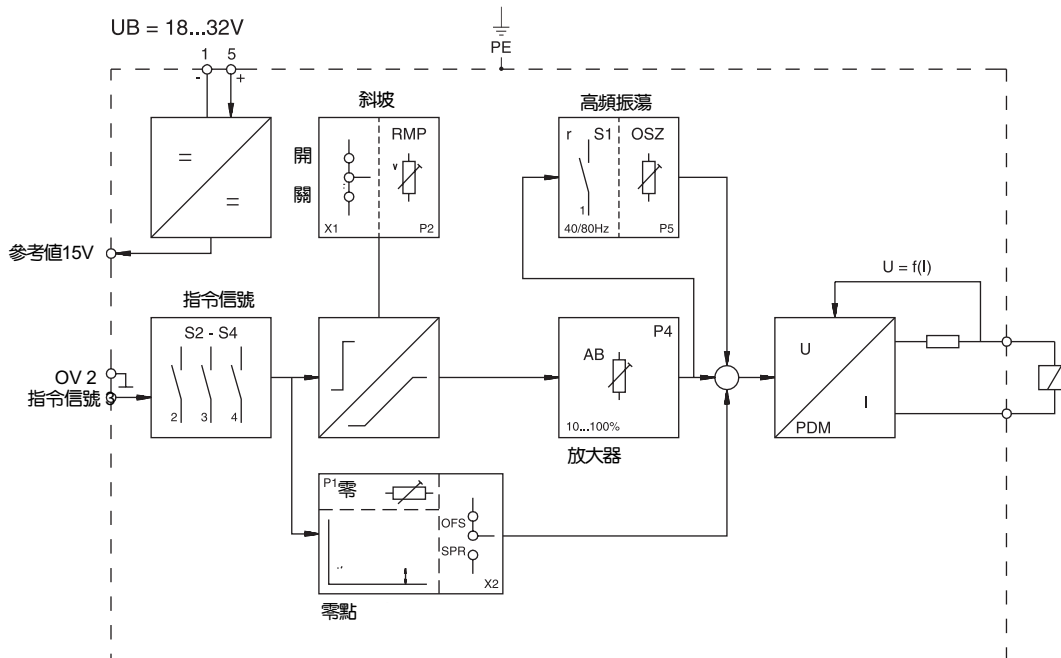 UB = 18...32V
PE
1 5
- +
斜坡
高頻振盪
開
關
RMP
v
X1
P2
r S1
OSZ
1
40/80Hz
P5
=
=
參考值15V
U = f(I)
指令信號
S2 - S4
2 3 4
OV 2
指令信號 3
P4
AB
10...100%
放大器
U
I
PDM
P1零
OFS
SPR
X2
零點